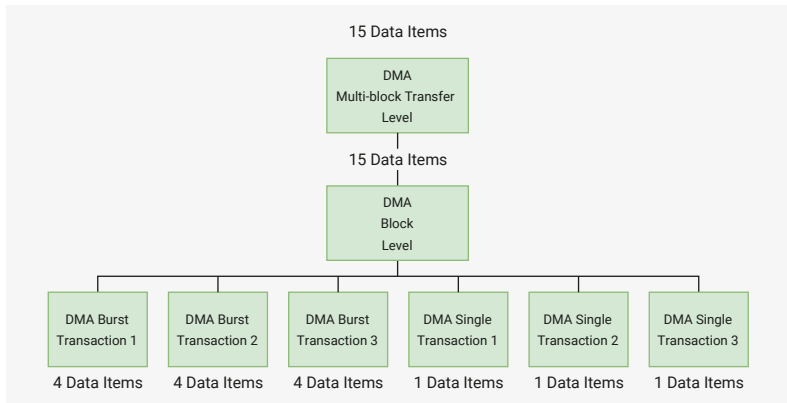 15 Data Items
DMA
Multi-block Transfer
Level
15 Data Items
DMA
Block
Level
DMA Burst
Transaction 1
DMA Burst
Transaction 2
DMA Burst
Transaction 3
DMA Single
Transaction 1
DMA Single
Transaction 2
DMA Single
Transaction 3
4 Data Items
4 Data Items
4 Data Items
1 Data Items
1 Data Items
1 Data Items